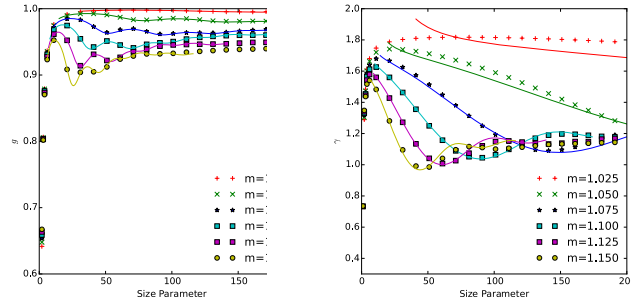 1.0
0.9
0.8
0.7
0.6
g
0
50
100
150
Size Parameter
m=1
m=1
m=1
m=1
m=1
m=1
2.0
1.8
1.6
1.4
1.2
1.0
0.8
0.6
0.4
γ
0
50
100
150
200
Size Parameter
m=1.025
m=1.050
m=1.075
m=1.100
m=1.125
m=1.150